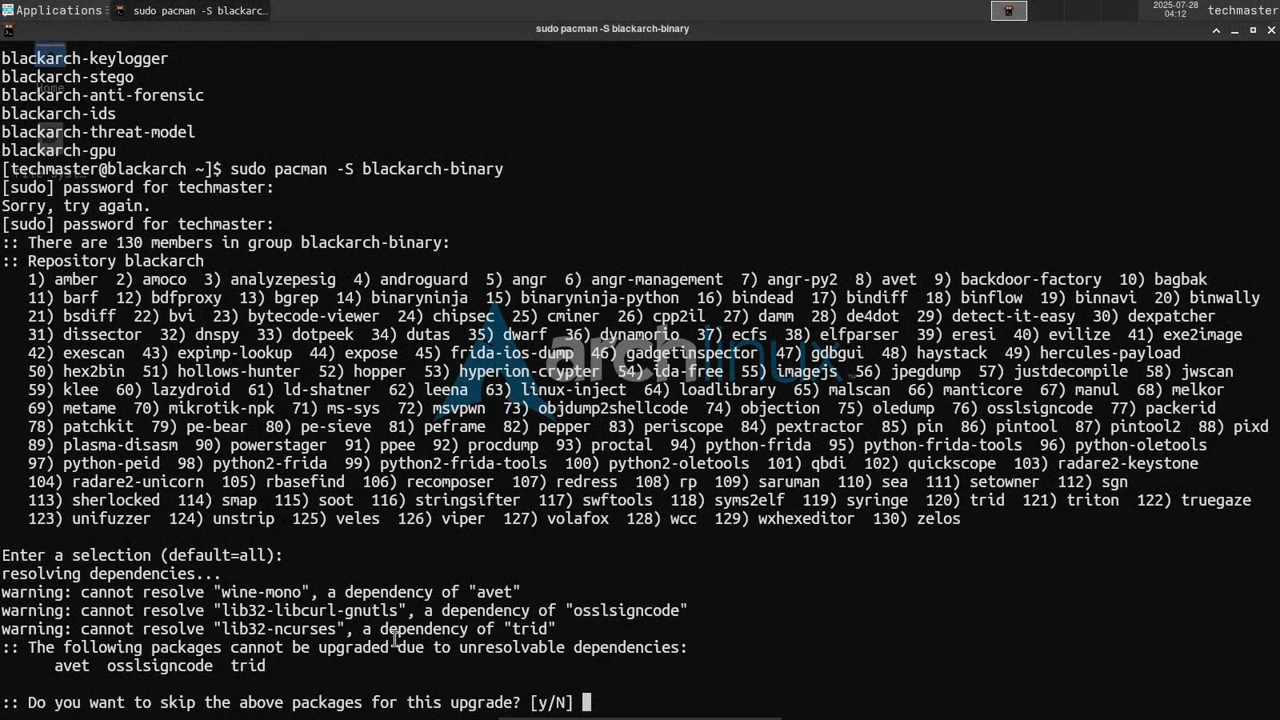 Applications
sudo pacman -S blackarc...
2025-07-28
04:12
techmaster
sudo pacman -S blackarch-binary
blackarch-keylogger
blackarch-stego
Home
blackarch-anti-forensic
blackarch-ids
blackarch-threat-model
blackarch-gpu
[techmaster@blackarch ~]$ sudo pacman -S blackarch-binary
[sudo] password for techmaster:
Sorry, try again.
[sudo] password for techmaster:
:: There are 130 members in group blackarch-binary:
:: Repository blackarch
1) amber 2) amoco 3) analyzepesig 4) androguard 5) angr 6) angr-management 7) angr-py2 8) avet 9) backdoor-factory 10) bagbak
11) barf 12) bdfproxy 13) bgrep 14) binaryninja 15) binaryninja-python 16) bindead 17) bindiff 18) binflow 19) binnavi 20) binwally
21) bsdiff 22) bvi 23) bytecode-viewer 24) chipsec 25) cminer 26) cpp2il 27) damm 28) de4dot 29) detect-it-easy 30) dexpatcher
31) dissector 32) dnspy 33) dotpeek 34) dutas 35) dwarf 36) dynamorio 37) ecfs 38) elfparser 39) eresi 40) evilize 41) exe2image
42) exescan 43) expimp-lookup 44) expose 45) frida-ios-dump 46) gadgetinspector 47) gdbgui 48) haystack 49) hercules-payload
50) hex2bin 51) hollows-hunter 52) hopper 53) hyperion-crypter 54) ida-free 55) imagejs 56) jpegdump 57) justdecompile 58) jwscan
59) klee 60) lazydroid 61) ld-shatner 62) leena 63) linux-inject 64) loadlibrary 65) malscan 66) manticore 67) manul 68) melkor
69) metame 70) mikrotik-npk 71) ms-sys 72) msvpwn 73) objdump2shellcode 74) objection 75) oledump 76) osslsigncode 77) packerid
78) patchkit 79) pe-bear 80) pe-sieve 81) peframe 82) pepper 83) periscope 84) pextractor 85) pin 86) pintool 87) pintool2 88) pixd
89) plasma-disasm 90) powerstager 91) ppee 92) procdump 93) proctal 94) python-frida 95) python-frida-tools 96) python-oletools
97) python-peid 98) python2-frida 99) python2-frida-tools 100) python2-oletools 101) qbdi 102) quickscope 103) radare2-keystone
104) radare2-unicorn 105) rbasefind 106) recomposer 107) redress 108) rp 109) saruman 110) sea 111) setowner 112) sgn
113) sherlocked 114) smap 115) soot 116) stringsifter 117) swftools 118) syms2elf 119) syringe 120) trid 121) triton 122) truegaze
123) unifuzzer 124) unstrip 125) veles 126) viper 127) volafox 128) wcc 129) wxhexeditor 130) zelos
archlinux
Enter a selection (default=all):
resolving dependencies...
warning: cannot resolve "wine-mono", a dependency of "avet"
warning: cannot resolve "lib32-libcurl-gnutls", a dependency of "osslsigncode"
warning: cannot resolve "lib32-ncurses", a dependency of "trid"
:: The following packages cannot be upgraded due to unresolvable dependencies:
avet osslsigncode trid
:: Do you want to skip the above packages for this upgrade? [y/N]